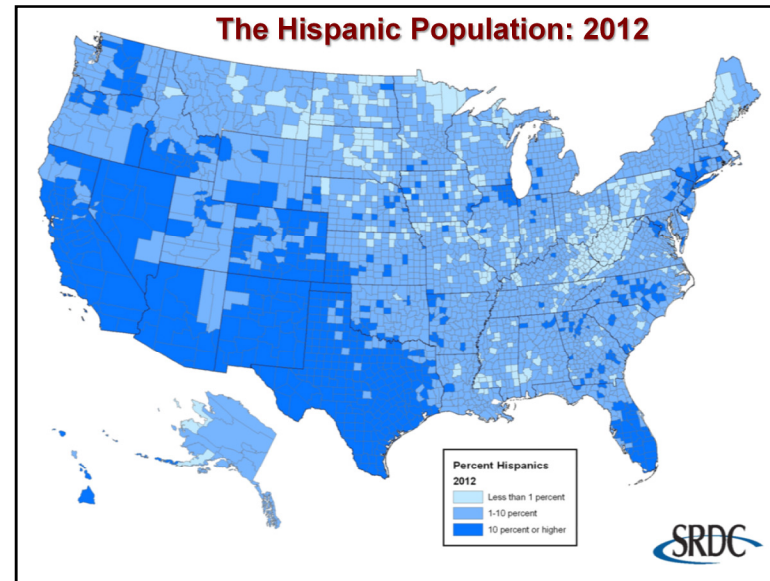 The Hispanic Population: 2012
Percent Hispanics
2012
Less than 1 percent
1-10 percent
10 percent or higher
SRDC